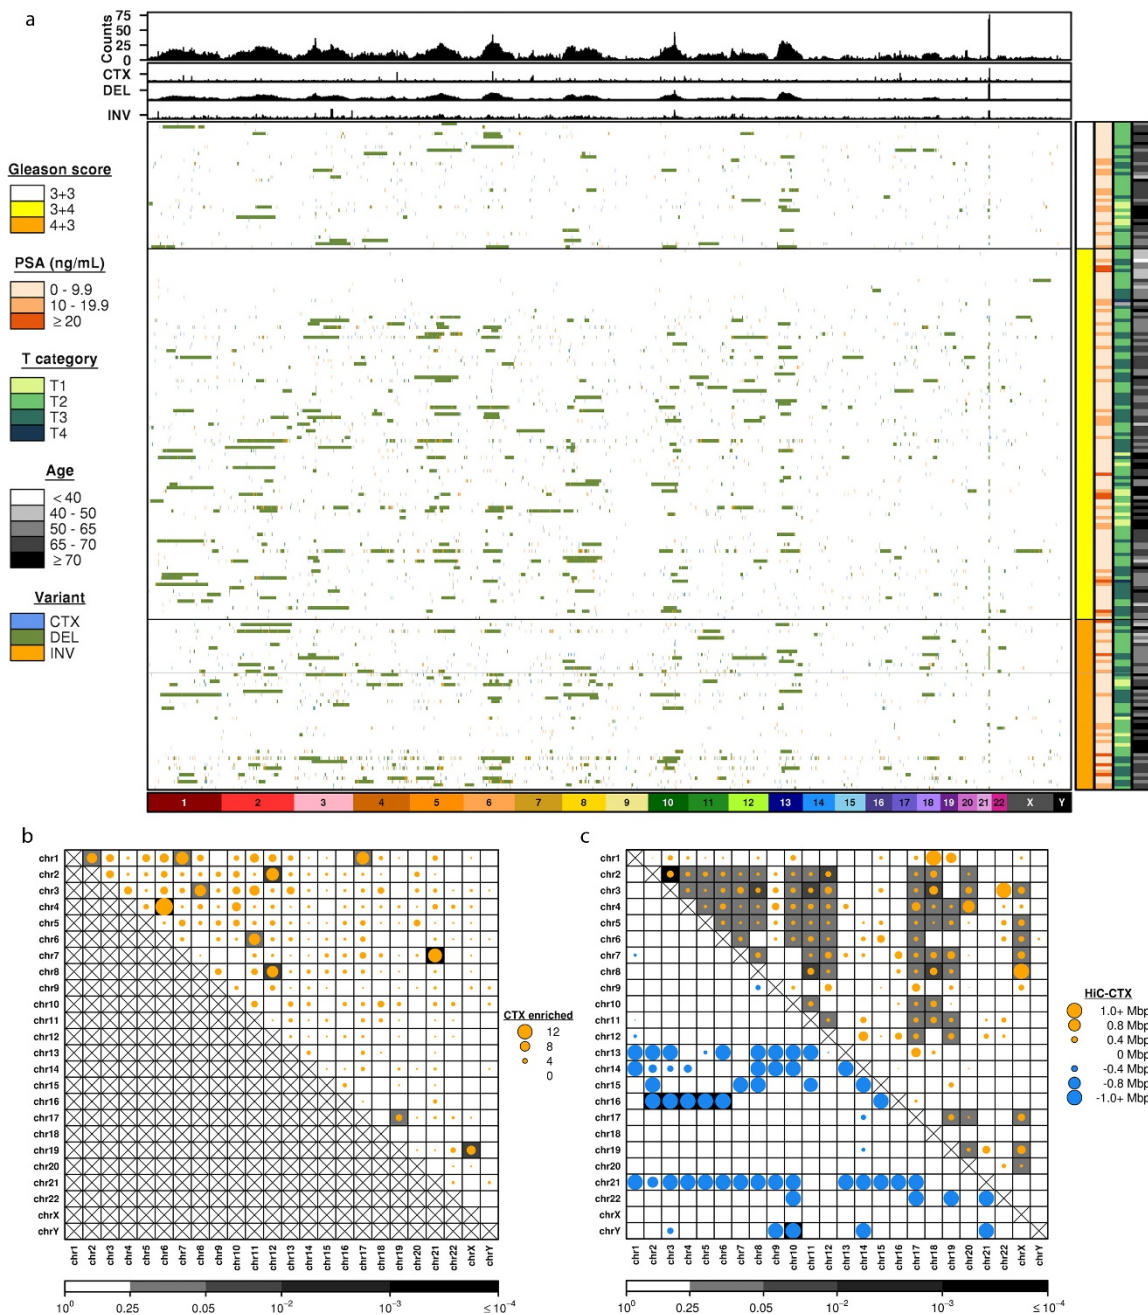 a
75
50
25
0
Counts
CTX
DEL
INV
Gleason score
3+3
3+4
4+3
PSA (ng/mL)
0 - 9.9
10 - 19.9
≥ 20
T category
T1
T2
T3
T4
Age
< 40
40 - 50
50 - 65
65 - 70
≥ 70
Variant
CTX
DEL
INV
1 2 3 4 5 6 7 8 9 10 11 12 13 14 15 16 17 18 19 20 21 22 X Y
b
chr1
chr2
chr3
chr4
chr5
chr6
chr7
chr8
chr9
chr10
chr11
chr12
chr13
chr14
chr15
chr16
chr17
chr18
chr19
chr20
chr21
chr22
chrX
chrY
chr1 chr2 chr3 chr4 chr5 chr6 chr7 chr8 chr9 chr10 chr11 chr12 chr13 chr14 chr15 chr16 chr17 chr18 chr19 chr20 chr21 chr22 chrX chrY
CTX enriched
12
8
4
0
10⁰ 0.25 0.05 10⁻² 10⁻³ ≤ 10⁻⁴
c
chr1
chr2
chr3
chr4
chr5
chr6
chr7
chr8
chr9
chr10
chr11
chr12
chr13
chr14
chr15
chr16
chr17
chr18
chr19
chr20
chr21
chr22
chrX
chrY
chr1 chr2 chr3 chr4 chr5 chr6 chr7 chr8 chr9 chr10 chr11 chr12 chr13 chr14 chr15 chr16 chr17 chr18 chr19 chr20 chr21 chr22 chrX chrY
HiC-CTX
1.0+ Mbp
0.8 Mbp
0.4 Mbp
0 Mbp
-0.4 Mbp
-0.8 Mbp
-1.0+ Mbp
10⁰ 0.25 0.05 10⁻² 10⁻³ ≤ 10⁻⁴